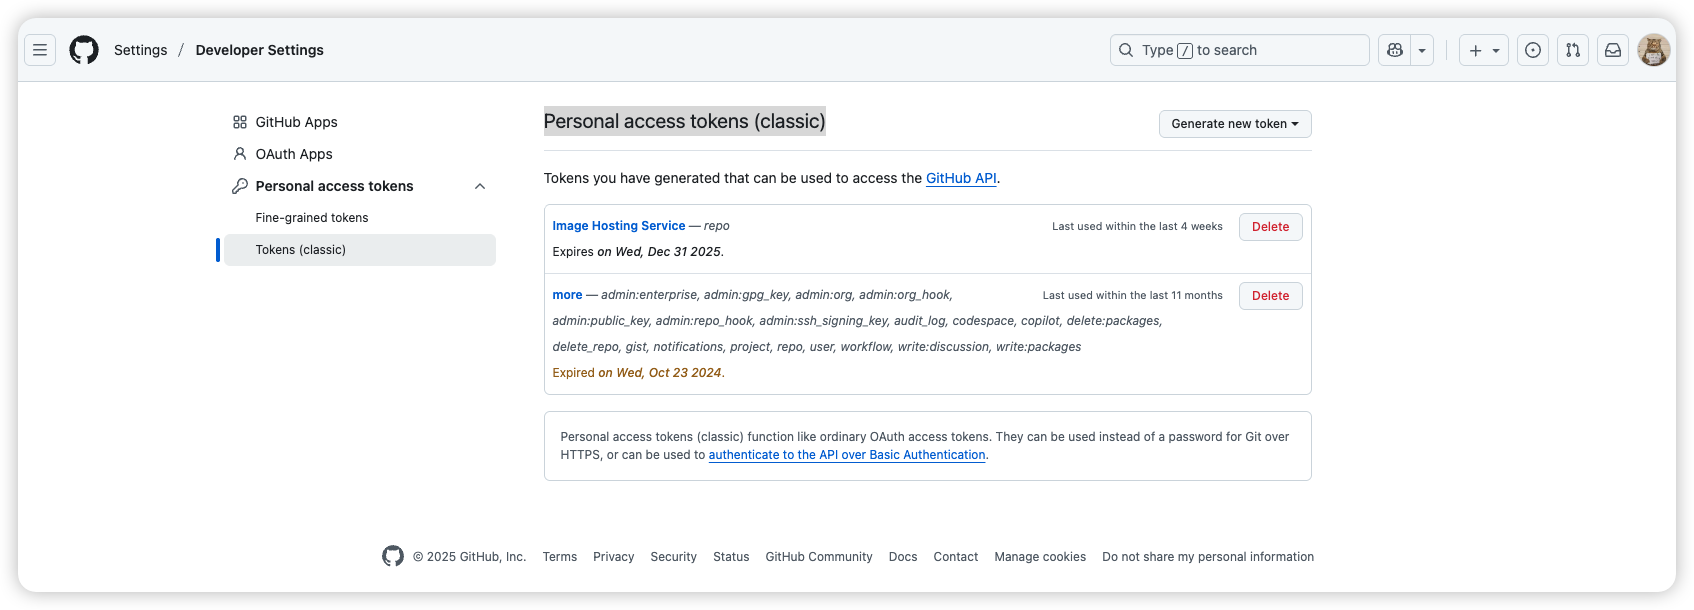 Settings / Developer Settings
Type / to search
GitHub Apps
OAuth Apps
Personal access tokens
Fine-grained tokens
Tokens (classic)
Personal access tokens (classic)
Generate new token
Tokens you have generated that can be used to access the GitHub API.
Image Hosting Service — repo
Last used within the last 4 weeks
Delete
Expires on Wed, Dec 31 2025.
more — admin:enterprise, admin:gpg_key, admin:org, admin:org_hook,
Last used within the last 11 months
Delete
admin:public_key, admin:repo_hook, admin:ssh_signing_key, audit_log, codespace, copilot, delete:packages,
delete_repo, gist, notifications, project, repo, user, workflow, write:discussion, write:packages
Expired on Wed, Oct 23 2024.
Personal access tokens (classic) function like ordinary OAuth access tokens. They can be used instead of a password for Git over
HTTPS, or can be used to authenticate to the API over Basic Authentication.
© 2025 GitHub, Inc. Terms Privacy Security Status GitHub Community Docs Contact Manage cookies Do not share my personal information